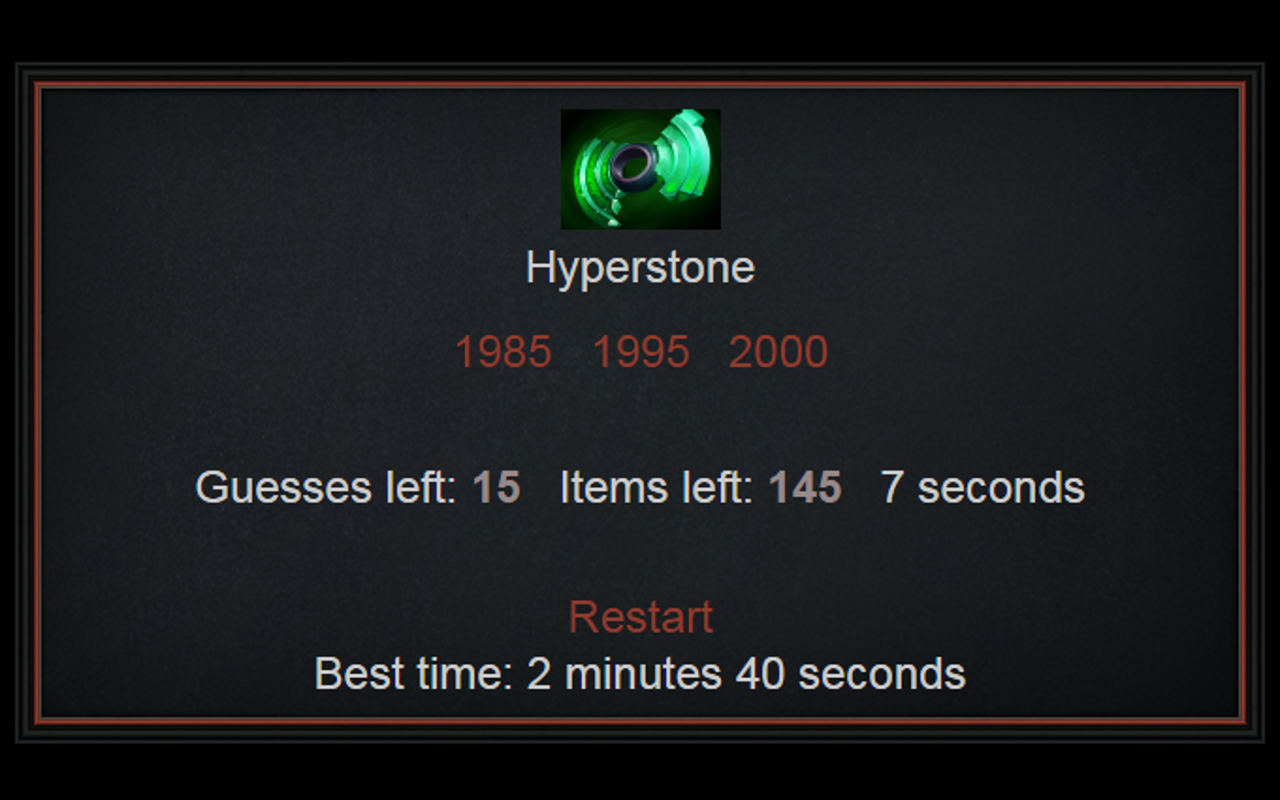 Hyperstone
1985 1995 2000
Guesses left: 15 Items left: 145 7 seconds
Restart
Best time: 2 minutes 40 seconds